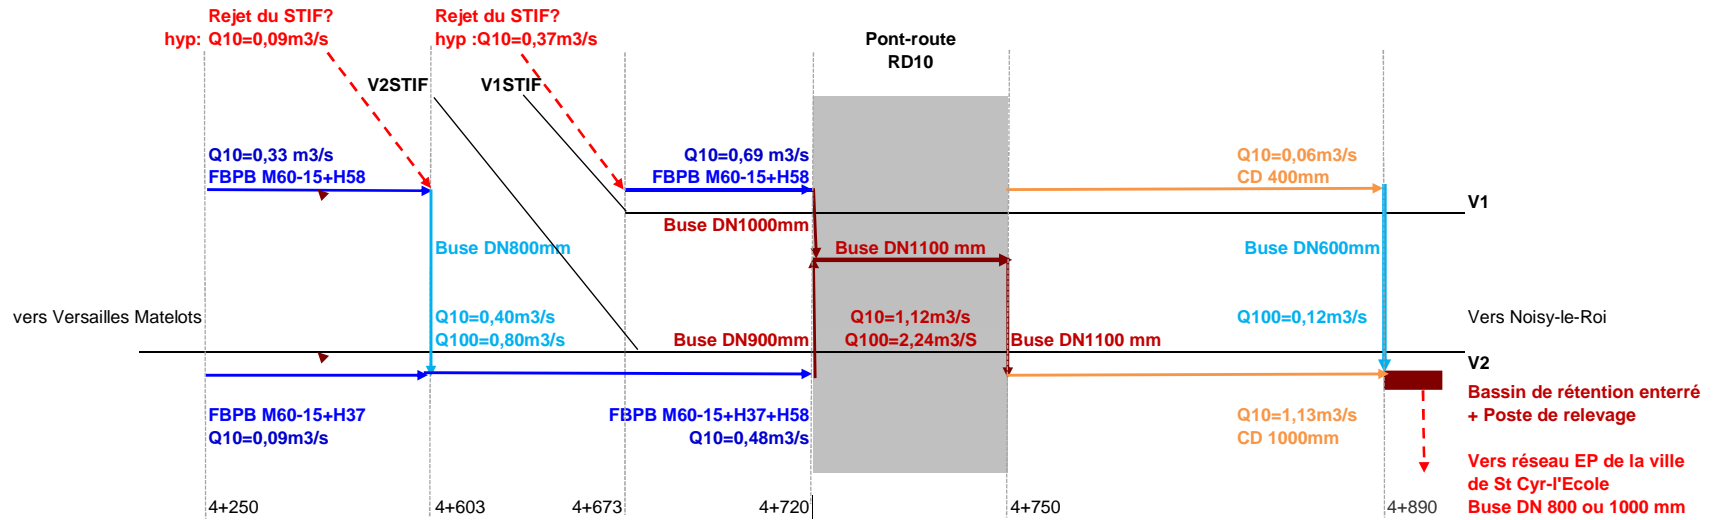 Rejet du STIF?
hyp: Q10=0,09m3/s
Rejet du STIF?
hyp :Q10=0,37m3/s
Pont-route
RD10
V2STIF
V1STIF
Q10=0,33 m3/s
FBPB M60-15+H58
Q10=0,69 m3/s
FBPB M60-15+H58
Q10=0,06m3/s
CD 400mm
V1
Buse DN1000mm
Buse DN800mm
Buse DN1100 mm
Buse DN600mm
vers Versailles Matelots
Q10=0,40m3/s
Q100=0,80m3/s
Buse DN900mm
Q10=1,12m3/s
Q100=2,24m3/S
Buse DN1100 mm
Q100=0,12m3/s
Vers Noisy-le-Roi
V2
FBPB M60-15+H37
Q10=0,09m3/s
FBPB M60-15+H37+H58
Q10=0,48m3/s
Q10=1,13m3/s
CD 1000mm
Bassin de rétention enterré
+ Poste de relevage
Vers réseau EP de la ville
de St Cyr-l'Ecole
Buse DN 800 ou 1000 mm
4+250
4+603
4+673
4+720
4+750
4+890